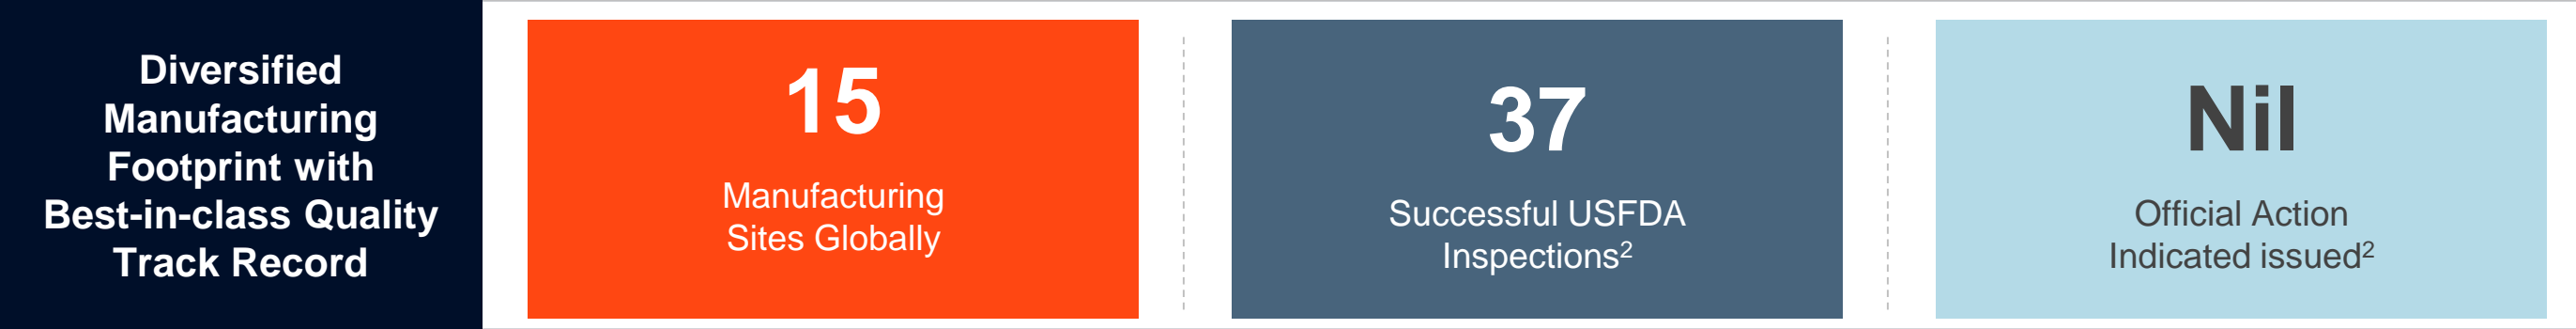 Diversified
Manufacturing
Footprint with
Best-in-class Quality
Track Record
15
Manufacturing
Sites Globally
37
Successful USFDA
Inspections²
Nil
Official Action
Indicated issued²